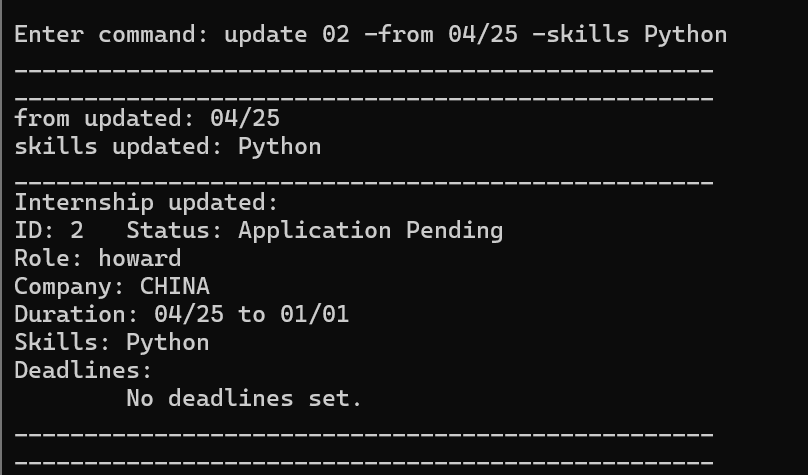 Enter command: update 02 -from 04/25 -skills Python
__________________________________________________
__________________________________________________
from updated: 04/25
skills updated: Python
__________________________________________________
Internship updated:
ID: 2   Status: Application Pending
Role: howard
Company: CHINA
Duration: 04/25 to 01/01
Skills: Python
Deadlines:
        No deadlines set.
__________________________________________________
__________________________________________________